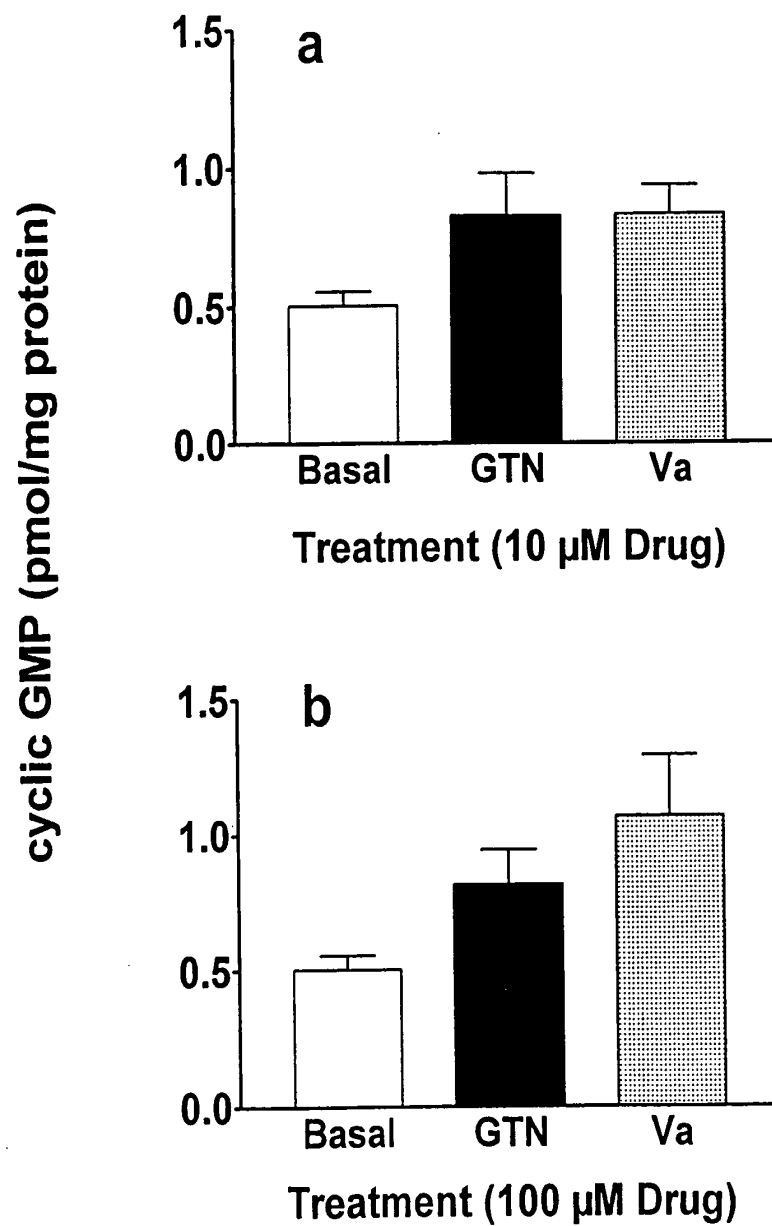 cyclic GMP (pmol/mg protein)
a
1.5
1.0
0.5
0.0
Basal GTN Va
Treatment (10 µM Drug)
b
1.5
1.0
0.5
0.0
Basal GTN Va
Treatment (100 µM Drug)